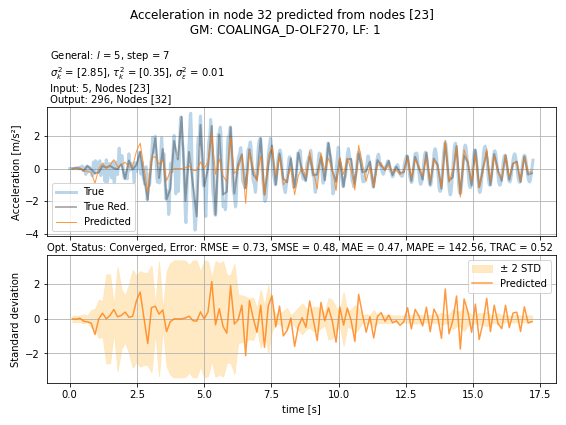 Acceleration in node 32 predicted from nodes [23]
GM: COALINGA_D-OLF270, LF: 1
General: l = 5, step = 7
σ²ₖ = [2.85], τ²ₖ = [0.35], σ²ε = 0.01
Input: 5, Nodes [23]
Output: 296, Nodes [32]
Acceleration [m/s²]
2
0
−2
−4
True
True Red.
Predicted
Opt. Status: Converged, Error: RMSE = 0.73, SMSE = 0.48, MAE = 0.47, MAPE = 142.56, TRAC = 0.52
Standard deviation
2
0
−2
± 2 STD
Predicted
0.0 2.5 5.0 7.5 10.0 12.5 15.0 17.5
time [s]